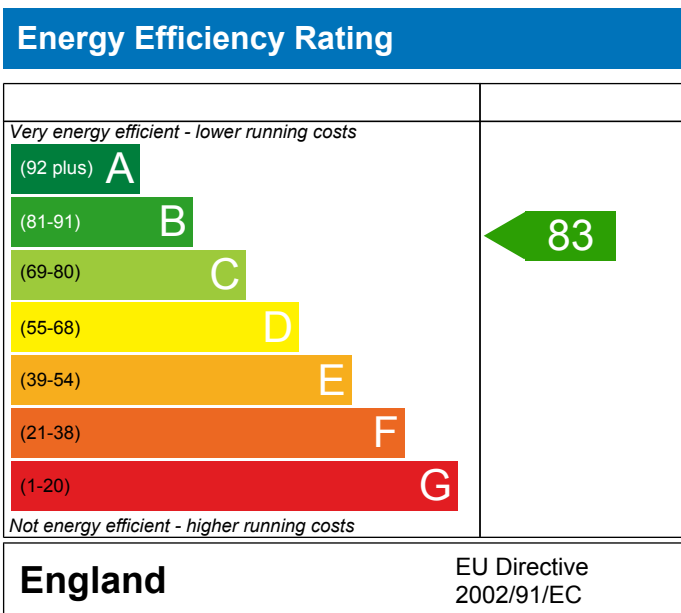 Energy Efficiency Rating
Very energy efficient - lower running costs
(92 plus) A
(81-91) B
83
(69-80) C
(55-68) D
(39-54) E
(21-38) F
(1-20) G
Not energy efficient - higher running costs
England
EU Directive
2002/91/EC